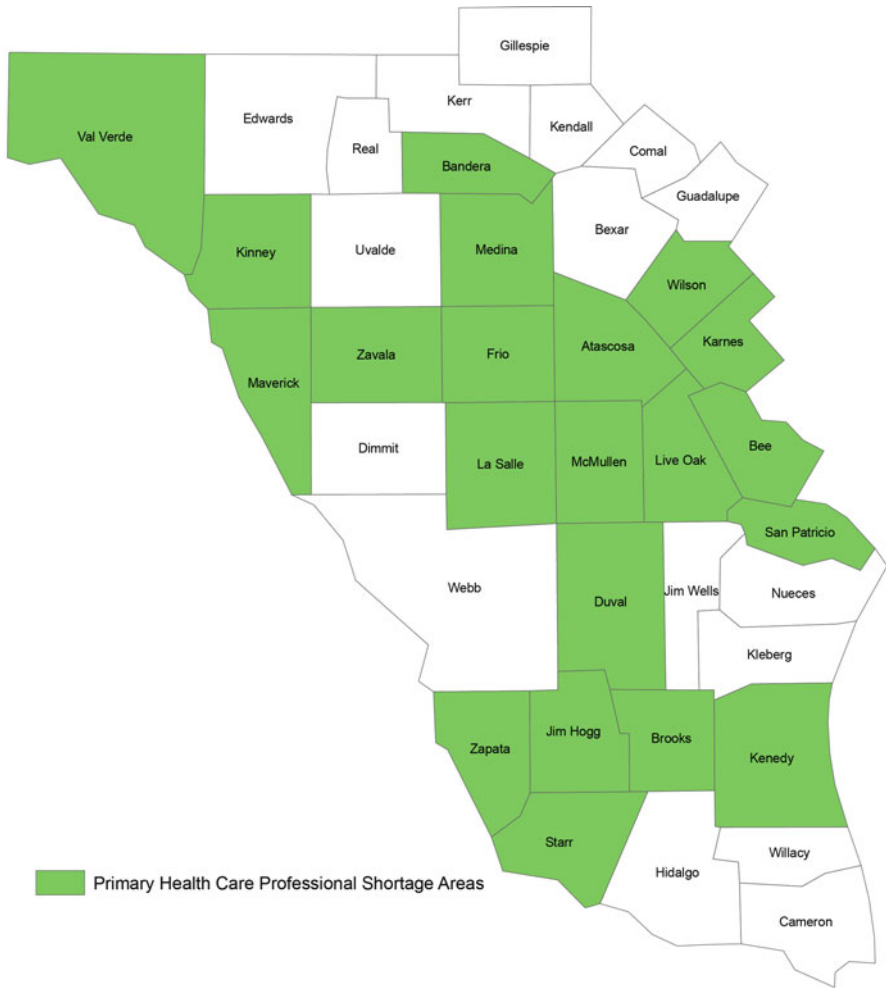 Gillespie
Kerr
Edwards
Kendall
Val Verde
Real
Comal
Bandera
Guadalupe
Bexar
Kinney
Uvalde
Medina
Wilson
Karnes
Atascosa
Zavala
Frio
Maverick
Dimmit
Bee
La Salle
McMullen
Live Oak
San Patricio
Webb
Jim Wells
Nueces
Duval
Kleberg
Jim Hogg
Brooks
Zapata
Kenedy
Starr
Willacy
Hidalgo
Primary Health Care Professional Shortage Areas
Cameron